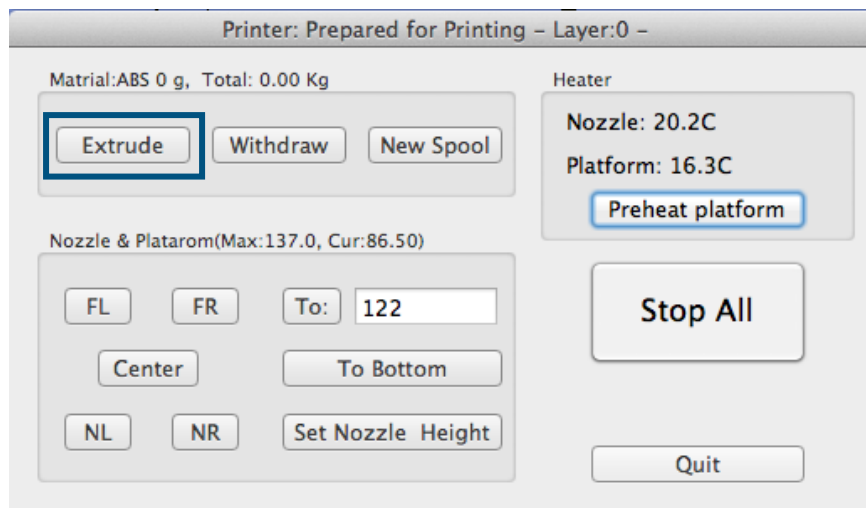 Printer: Prepared for Printing – Layer:0 –
Matrial:ABS 0 g, Total: 0.00 Kg
Extrude Withdraw New Spool
Heater
Nozzle: 20.2C
Platform: 16.3C
Preheat platform
Nozzle & Platarom(Max:137.0, Cur:86.50)
FL FR To: 122
Center To Bottom
NL NR Set Nozzle Height
Stop All
Quit